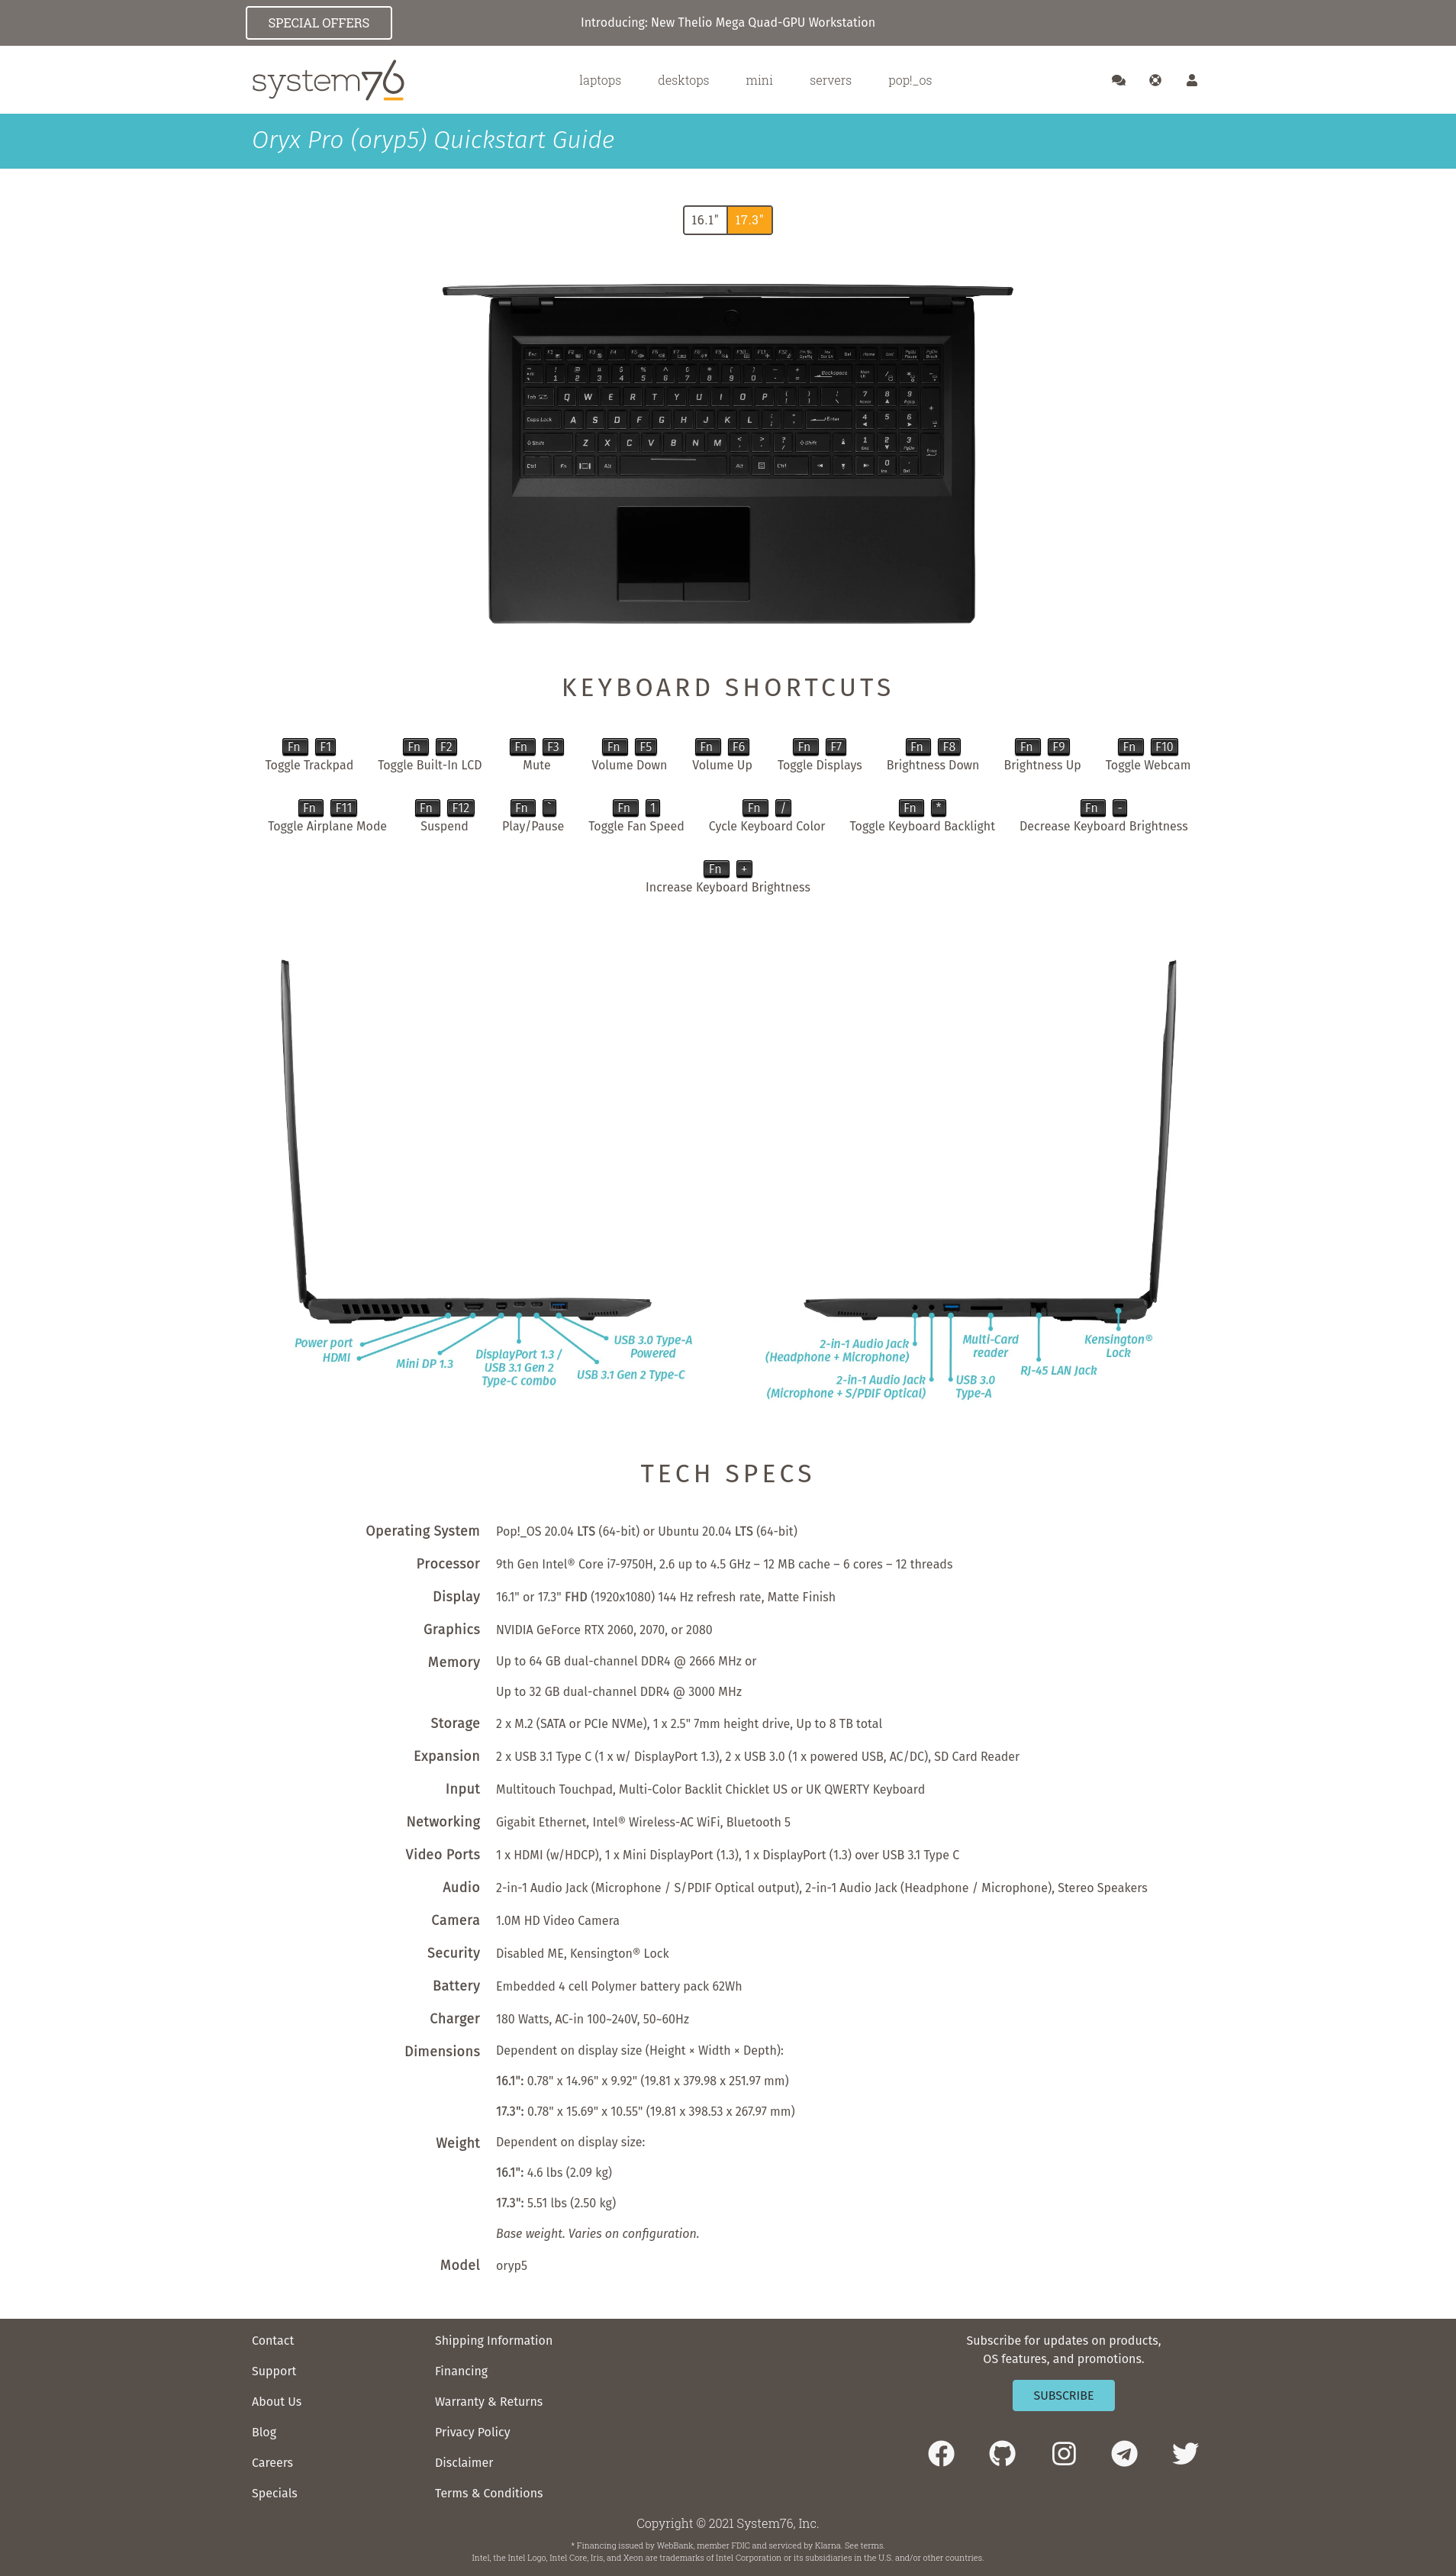 SPECIAL OFFERS
Introducing: New Thelio Mega Quad-GPU Workstation
system76
laptops desktops mini servers pop!_os
Oryx Pro (oryp5) Quickstart Guide
16.1" 17.3"
KEYBOARD SHORTCUTS
Fn F1 Fn F2 Fn F3 Fn F5 Fn F6 Fn F7 Fn F8 Fn F9 Fn F10
Toggle Trackpad Toggle Built-In LCD Mute Volume Down Volume Up Toggle Displays Brightness Down Brightness Up Toggle Webcam
Fn F11 Fn F12 Fn ` Fn 1 Fn / Fn * Fn -
Toggle Airplane Mode Suspend Play/Pause Toggle Fan Speed Cycle Keyboard Color Toggle Keyboard Backlight Decrease Keyboard Brightness
Fn +
Increase Keyboard Brightness
Power port
HDMI
Mini DP 1.3
DisplayPort 1.3 /
USB 3.1 Gen 2
Type-C combo
USB 3.1 Gen 2 Type-C
USB 3.0 Type-A
Powered
2-in-1 Audio Jack
(Headphone + Microphone)
2-in-1 Audio Jack
(Microphone + S/PDIF Optical)
USB 3.0
Type-A
Multi-Card
reader
RJ-45 LAN Jack
Kensington®
Lock
TECH SPECS
Operating System Pop!_OS 20.04 LTS (64-bit) or Ubuntu 20.04 LTS (64-bit)
Processor 9th Gen Intel® Core i7-9750H, 2.6 up to 4.5 GHz – 12 MB cache – 6 cores – 12 threads
Display 16.1" or 17.3" FHD (1920x1080) 144 Hz refresh rate, Matte Finish
Graphics NVIDIA GeForce RTX 2060, 2070, or 2080
Memory Up to 64 GB dual-channel DDR4 @ 2666 MHz or
Up to 32 GB dual-channel DDR4 @ 3000 MHz
Storage 2 x M.2 (SATA or PCIe NVMe), 1 x 2.5" 7mm height drive, Up to 8 TB total
Expansion 2 x USB 3.1 Type C (1 x w/ DisplayPort 1.3), 2 x USB 3.0 (1 x powered USB, AC/DC), SD Card Reader
Input Multitouch Touchpad, Multi-Color Backlit Chicklet US or UK QWERTY Keyboard
Networking Gigabit Ethernet, Intel® Wireless-AC WiFi, Bluetooth 5
Video Ports 1 x HDMI (w/HDCP), 1 x Mini DisplayPort (1.3), 1 x DisplayPort (1.3) over USB 3.1 Type C
Audio 2-in-1 Audio Jack (Microphone / S/PDIF Optical output), 2-in-1 Audio Jack (Headphone / Microphone), Stereo Speakers
Camera 1.0M HD Video Camera
Security Disabled ME, Kensington® Lock
Battery Embedded 4 cell Polymer battery pack 62Wh
Charger 180 Watts, AC-in 100~240V, 50~60Hz
Dimensions Dependent on display size (Height × Width × Depth):
16.1": 0.78" x 14.96" x 9.92" (19.81 x 379.98 x 251.97 mm)
17.3": 0.78" x 15.69" x 10.55" (19.81 x 398.53 x 267.97 mm)
Weight Dependent on display size:
16.1": 4.6 lbs (2.09 kg)
17.3": 5.51 lbs (2.50 kg)
Base weight. Varies on configuration.
Model oryp5
Contact
Support
About Us
Blog
Careers
Specials
Shipping Information
Financing
Warranty & Returns
Privacy Policy
Disclaimer
Terms & Conditions
Subscribe for updates on products,
OS features, and promotions.
SUBSCRIBE
Copyright © 2021 System76, Inc.
* Financing issued by WebBank, member FDIC and serviced by Klarna. See terms.
Intel, the Intel Logo, Intel Core, Iris, and Xeon are trademarks of Intel Corporation or its subsidiaries in the U.S. and/or other countries.